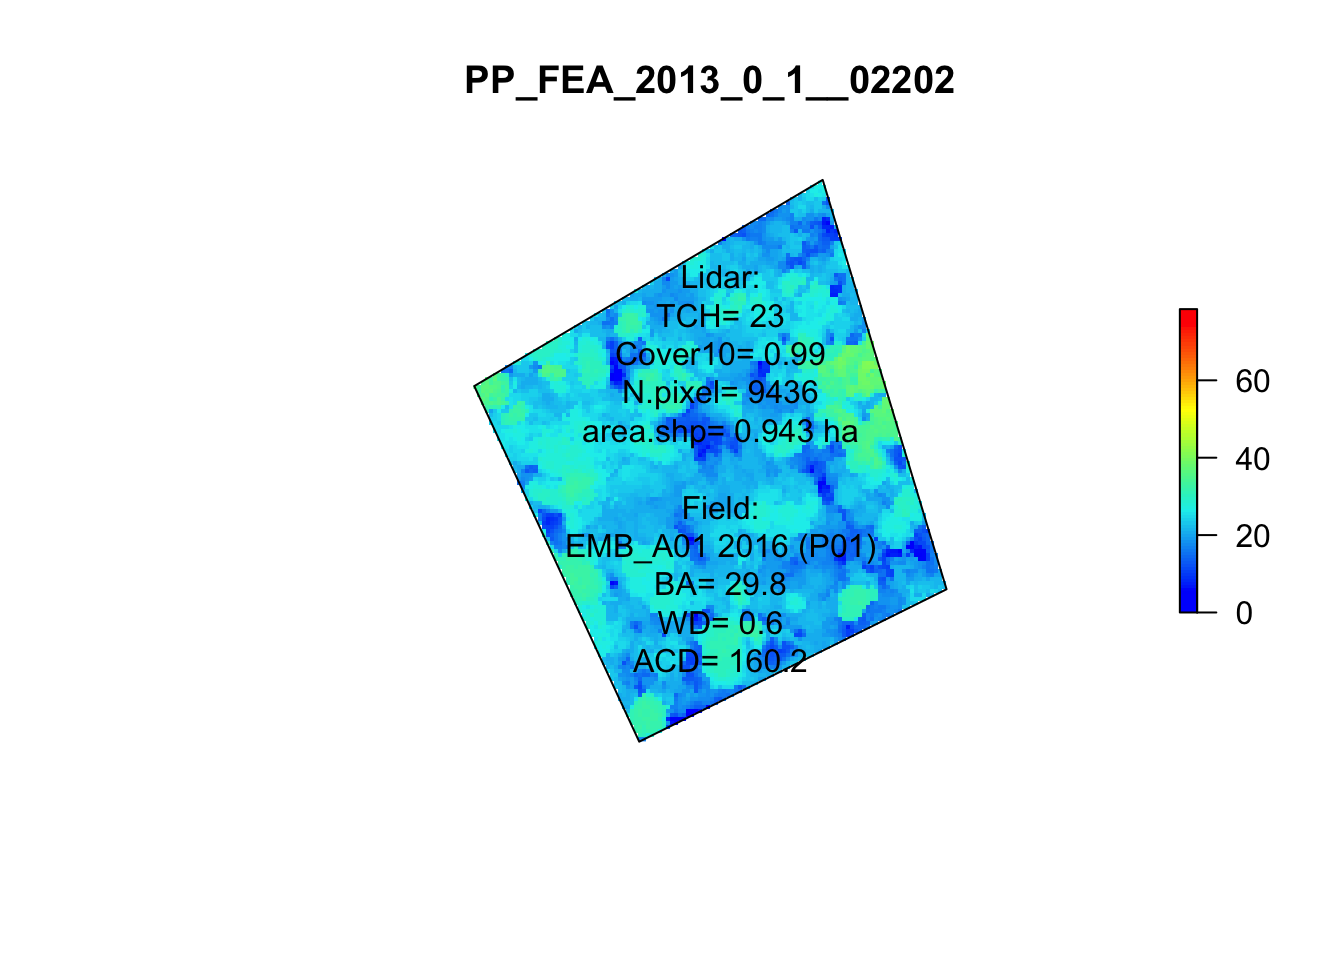 PP_FEA_2013_0_1__02202
Lidar:
TCH= 23
Cover10= 0.99
N.pixel= 9436
area.shp= 0.943 ha
Field:
EMB_A01 2016 (P01)
BA= 29.8
WD= 0.6
ACD= 160.2
60
40
20
0